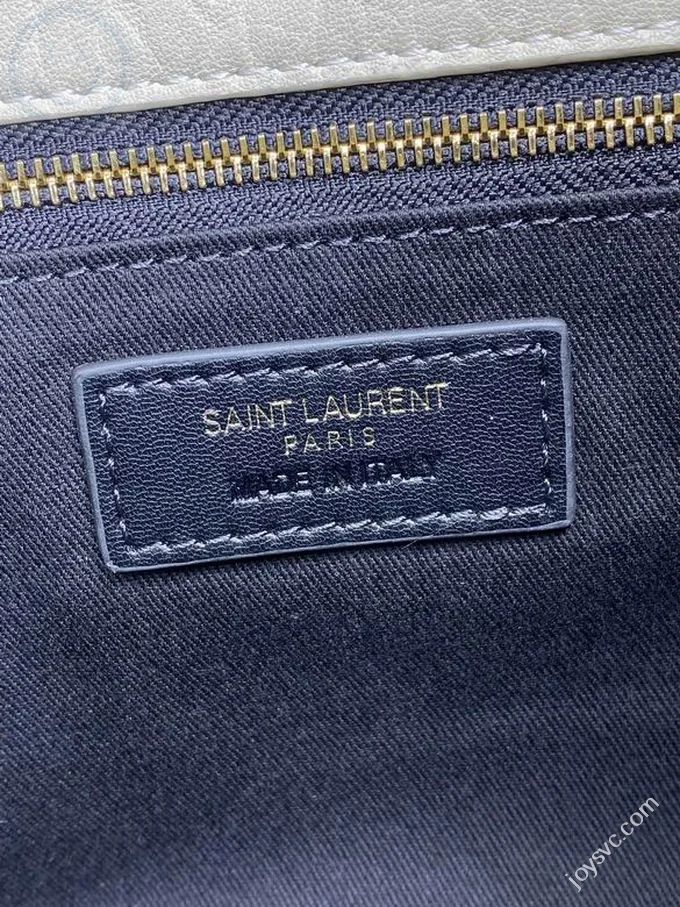 SAINT LAURENT
PARIS
MADE IN ITALY
joysvc.com